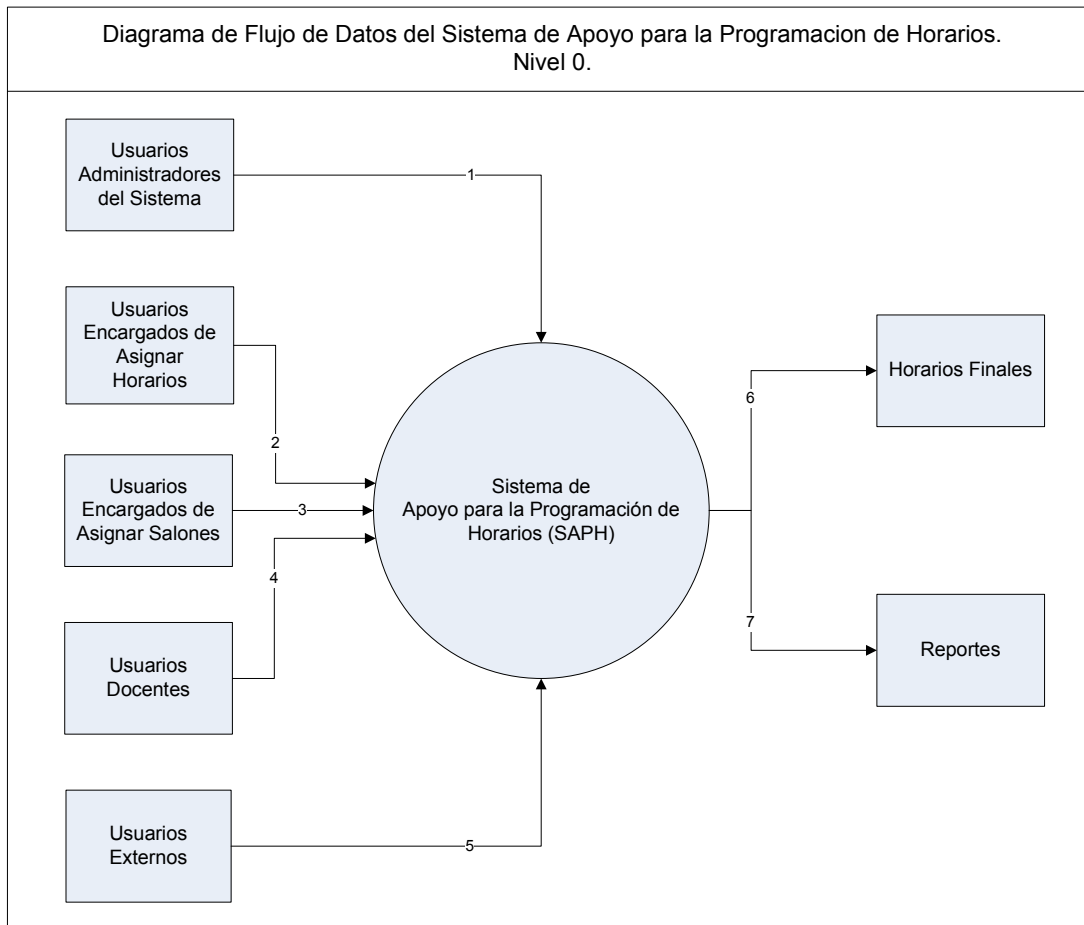 Diagrama de Flujo de Datos del Sistema de Apoyo para la Programacion de Horarios.
Nivel 0.
Usuarios
Administradores
del Sistema
1
Usuarios
Encargados de
Asignar
Horarios
2
Usuarios
Encargados de
Asignar Salones
3
4
Usuarios
Docentes
Usuarios
Externos
5
Sistema de
Apoyo para la Programación de
Horarios (SAPH)
6
Horarios Finales
7
Reportes